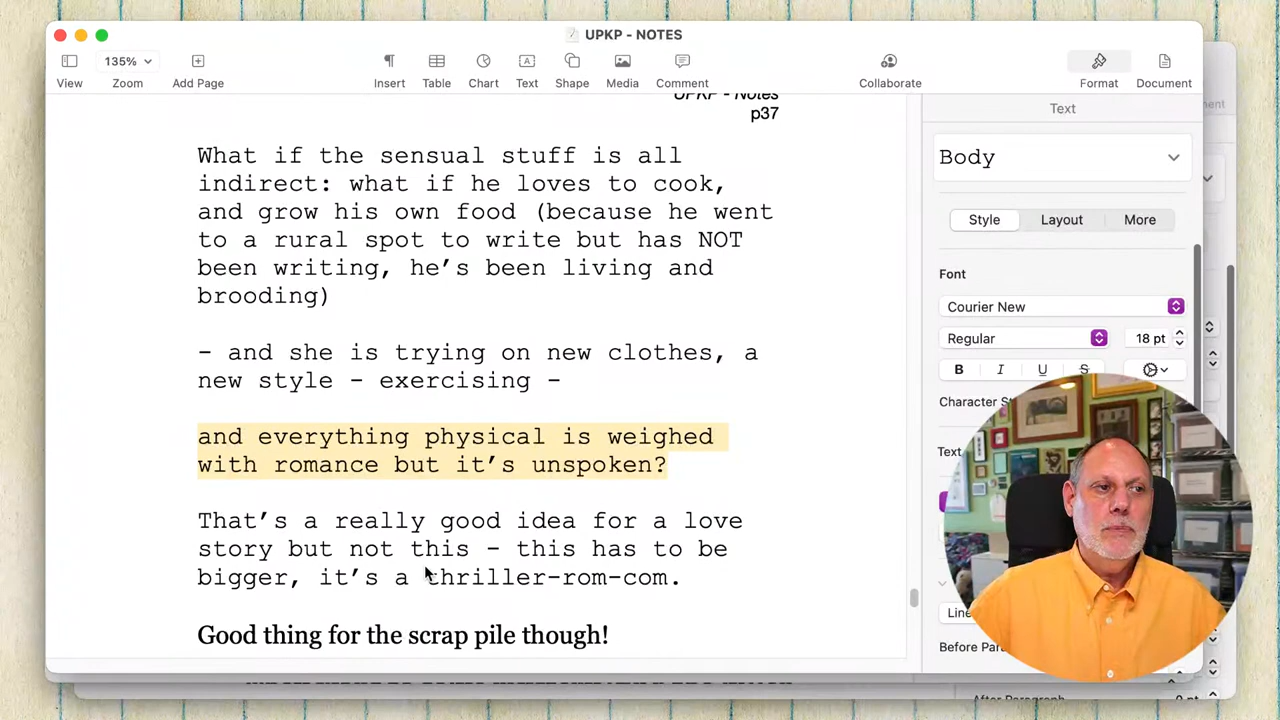 UPKP - NOTES
135%
View
Zoom
Add Page
Insert
Table
Chart
Text
Shape
Media
Comment
Collaborate
Format
Document
UPKP - Notes
p37
What if the sensual stuff is all
indirect: what if he loves to cook,
and grow his own food (because he went
to a rural spot to write but has NOT
been writing, he’s been living and
brooding)
- and she is trying on new clothes, a
new style - exercising -
and everything physical is weighed
with romance but it’s unspoken?
That’s a really good idea for a love
story but not this - this has to be
bigger, it’s a thriller-rom-com.
Good thing for the scrap pile though!
Text
Body
Style
Layout
More
Font
Courier New
Regular
18 pt
B I U S
Character
Text
Before
After Paragraph